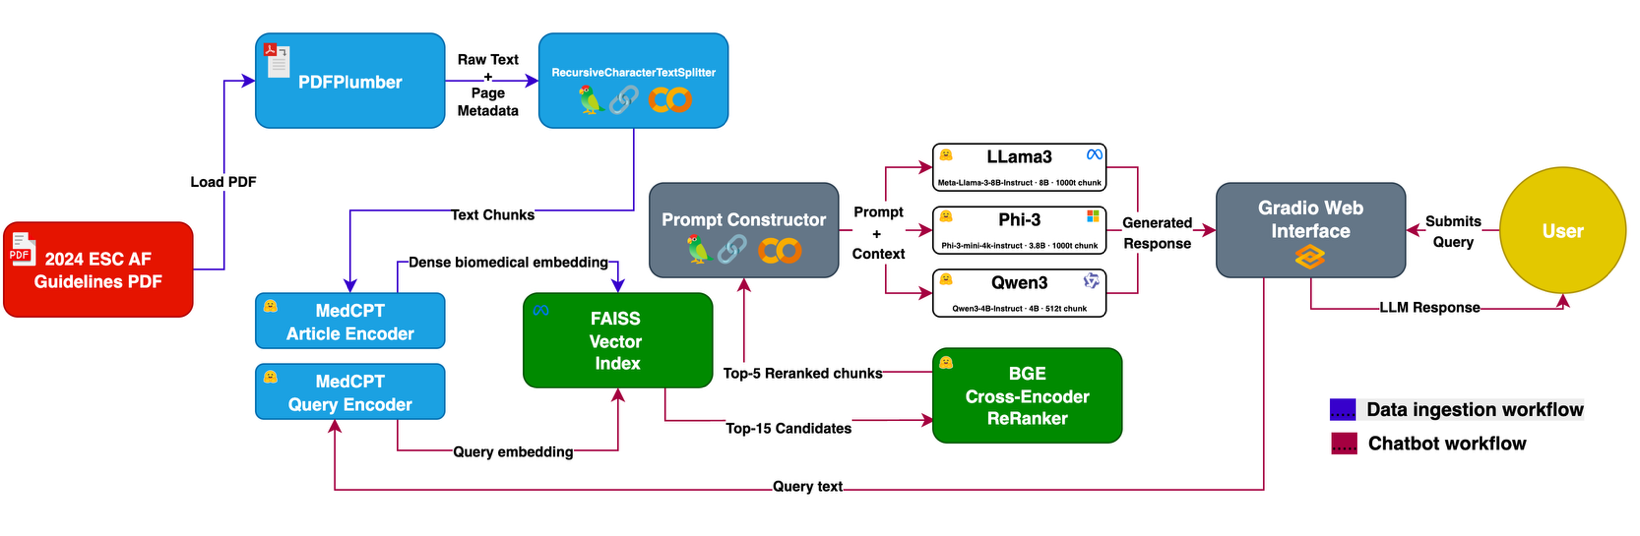 PDFPlumber
Raw Text
+
Page
Metadata
RecursiveCharacterTextSplitter
Load PDF
Text Chunks
PDF
2024 ESC AF
Guidelines PDF
Dense biomedical embedding
MedCPT
Article Encoder
MedCPT
Query Encoder
FAISS
Vector
Index
Query embedding
Prompt Constructor
Prompt
+
Context
LLama3
Meta-Llama-3-8B-Instruct · 8B · 1000t chunk
Phi-3
Phi-3-mini-4k-instruct · 3.8B · 1000t chunk
Qwen3
Qwen3-4B-Instruct · 4B · 512t chunk
Generated
Response
Gradio Web
Interface
Submits
Query
User
LLM Response
Top-5 Reranked chunks
Top-15 Candidates
BGE
Cross-Encoder
ReRanker
Query text
..... Data ingestion workflow
..... Chatbot workflow